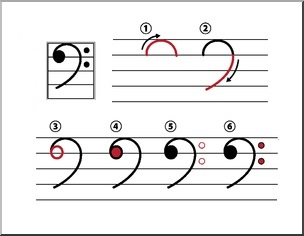 ① ②
③ ④ ⑤ ⑥